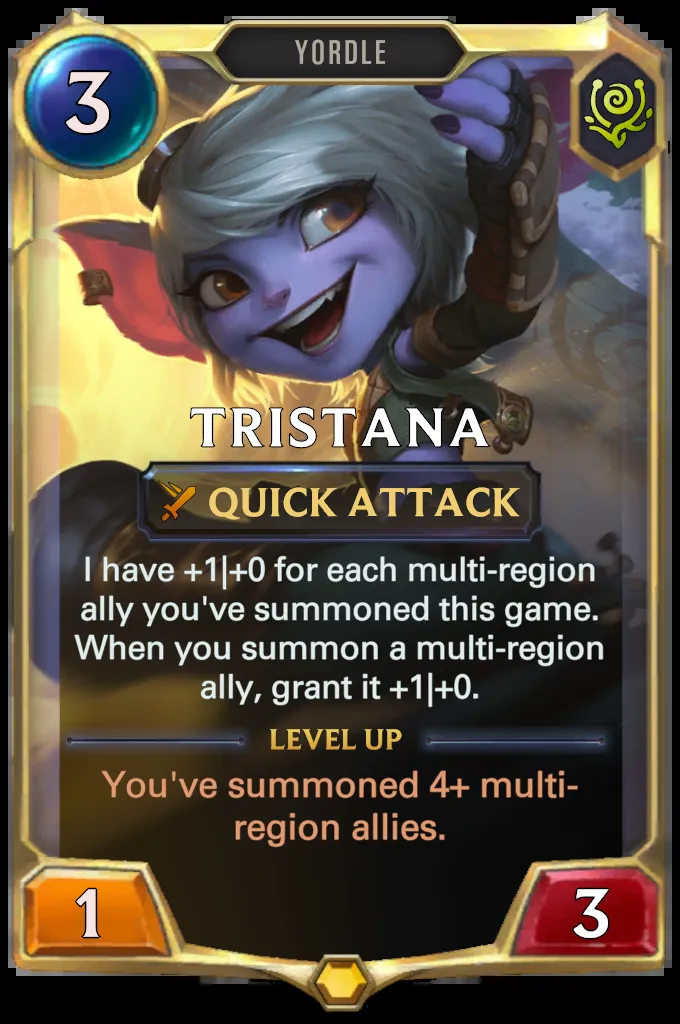 YORDLE
3
TRISTANA
QUICK ATTACK
I have +1|+0 for each multi-region
ally you've summoned this game.
When you summon a multi-region
ally, grant it +1|+0.
LEVEL UP
You've summoned 4+ multi-
region allies.
1
3